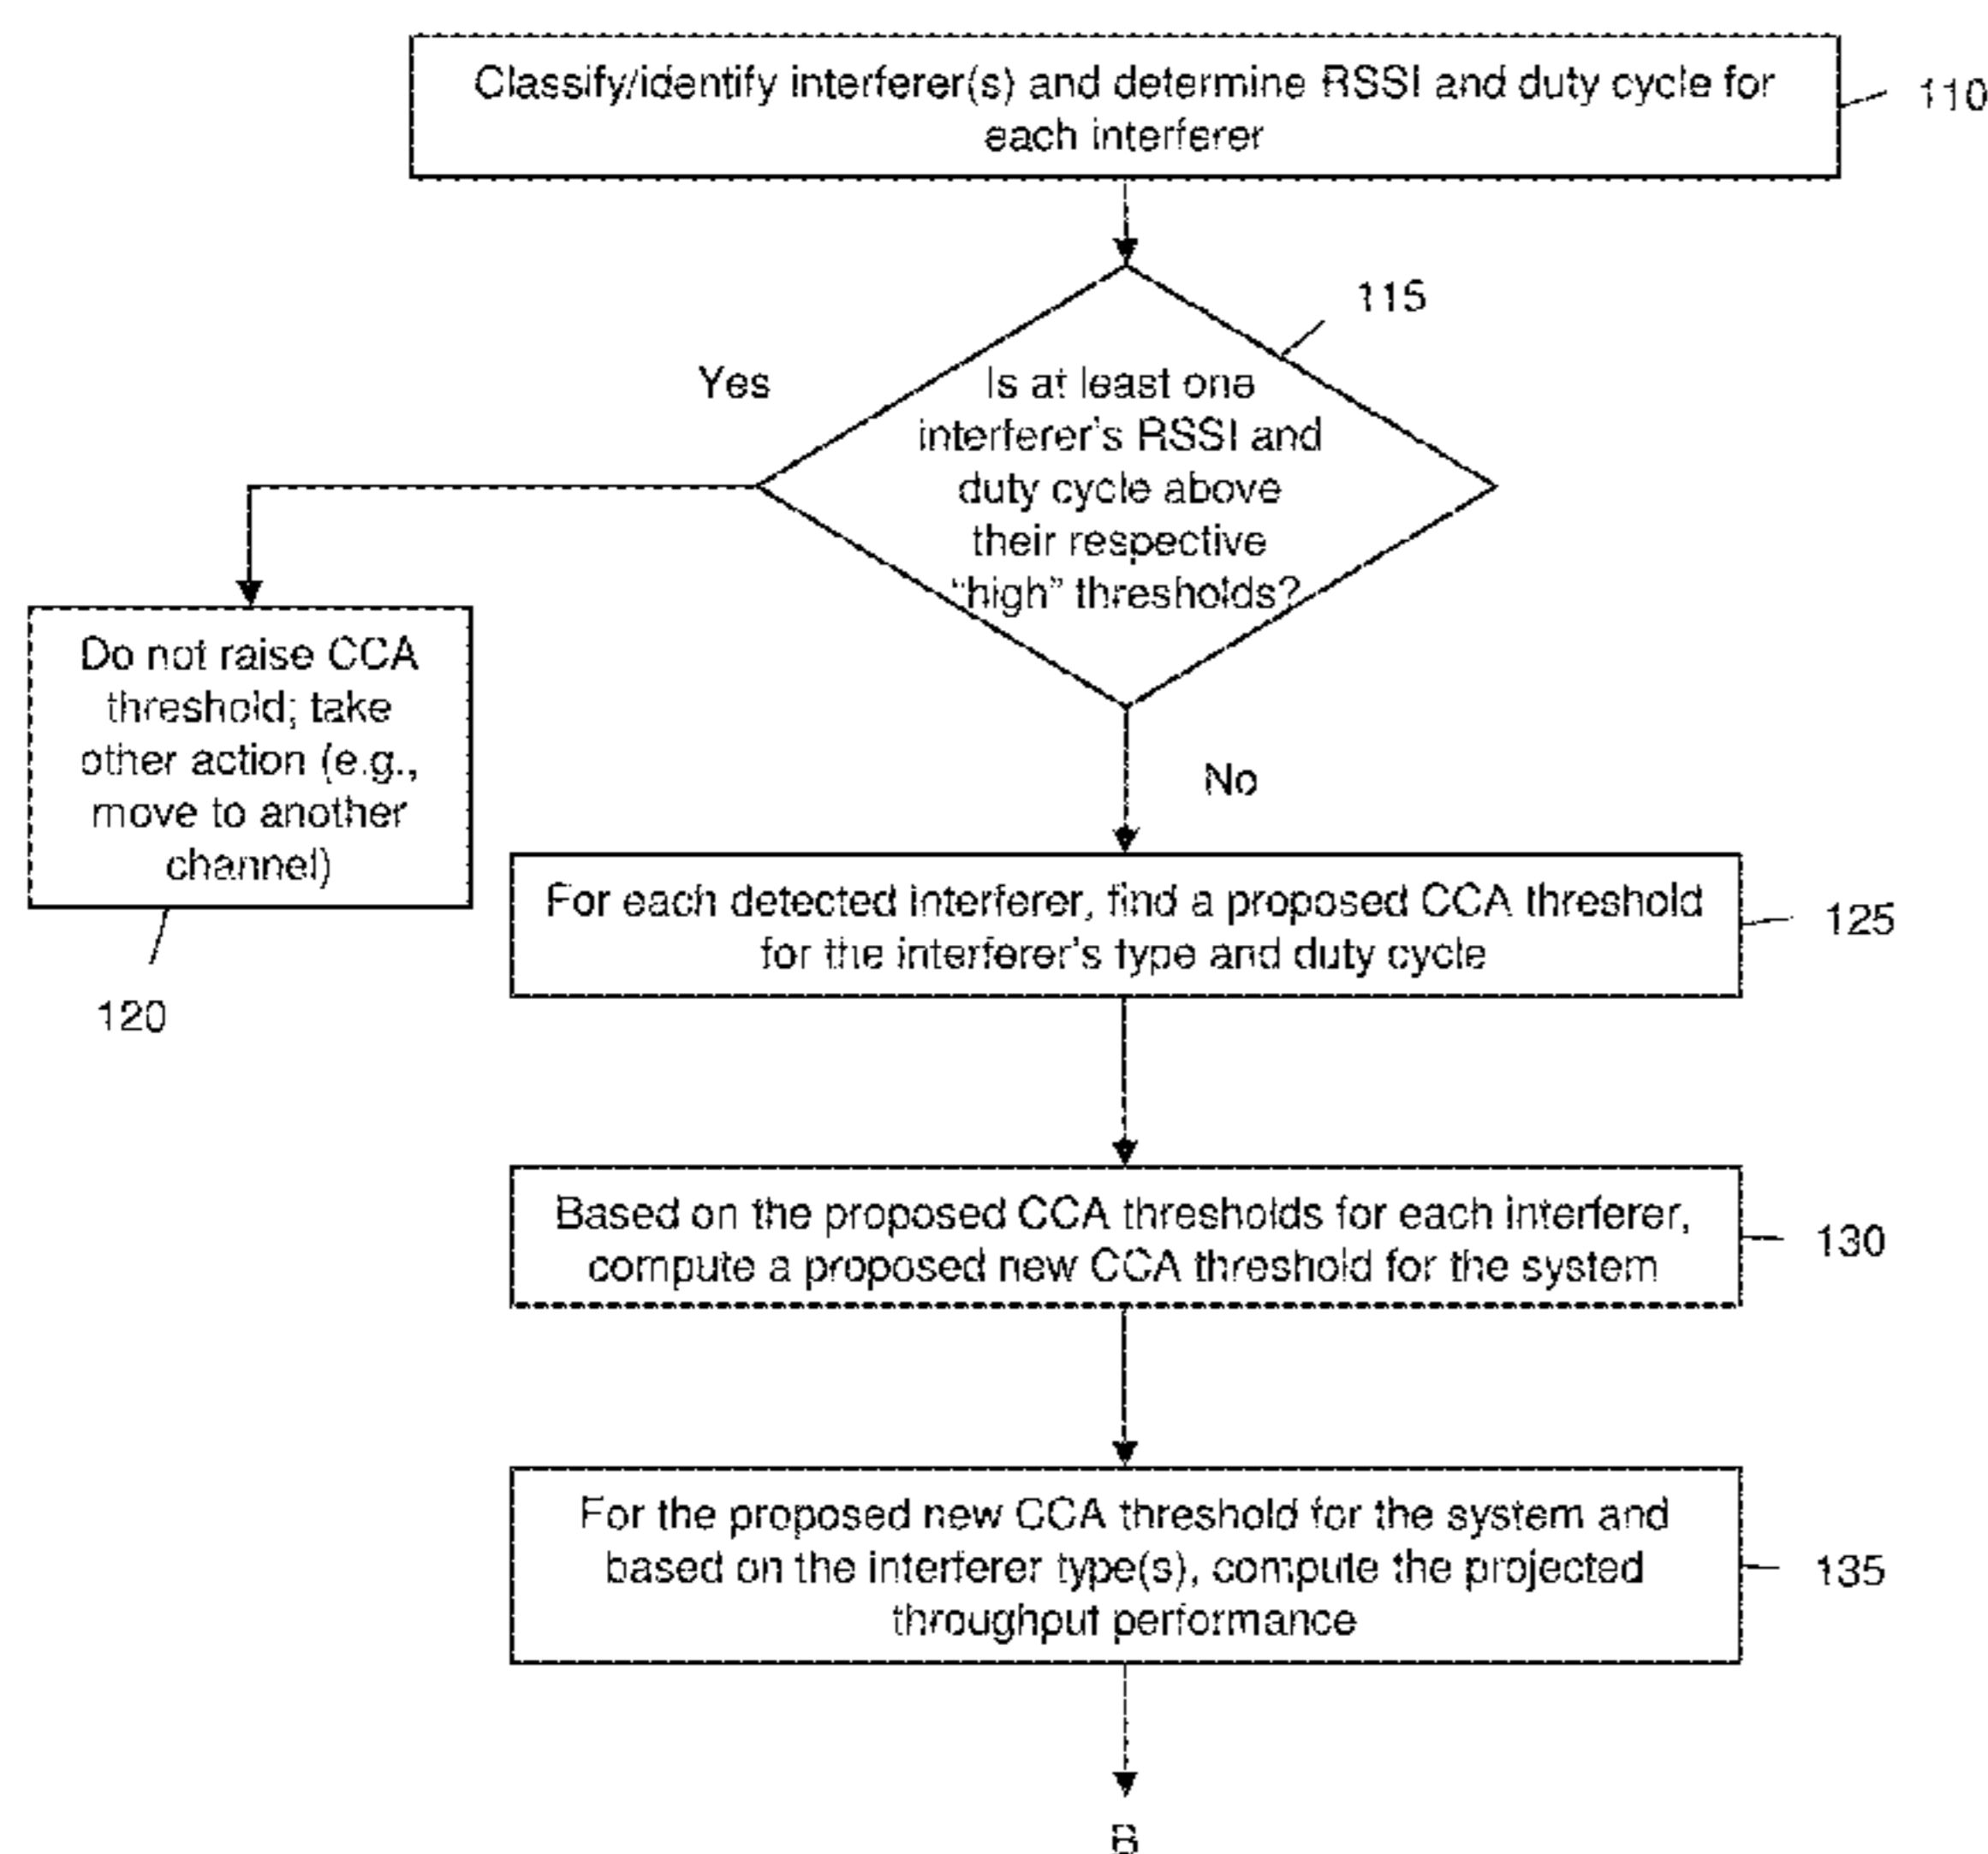 Classify/identify interferer(s) and determine RSSI and duty cycle for
each interferer
110
115
Yes
Is at least one
interferer's RSSI and
duty cycle above
their respective
"high" thresholds?
Do not raise CCA
threshold; take
other action (e.g.,
move to another
channel)
120
No
For each detected interferer, find a proposed CCA threshold
for the interferer's type and duty cycle
125
Based on the proposed CCA thresholds for each interferer,
compute a proposed new CCA threshold for the system
130
For the proposed new CCA threshold for the system and
based on the interferer type(s), compute the projected
throughput performance
135
B